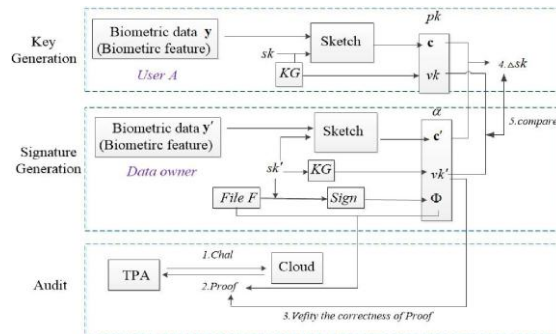 pk
Key
Generation
Biometric data y
(Biometirc feature)
User A
sk
KG
Sketch
c
vk
4.△sk
5.compare
Signature
Generation
Biometric data y'
(Biometirc feature)
Data owner
Sketch
sk'
KG
File F
Sign
α
c'
vk'
Φ
Audit
TPA
1.Chal
Cloud
2.Proof
3. Vefity the correctness of Proof